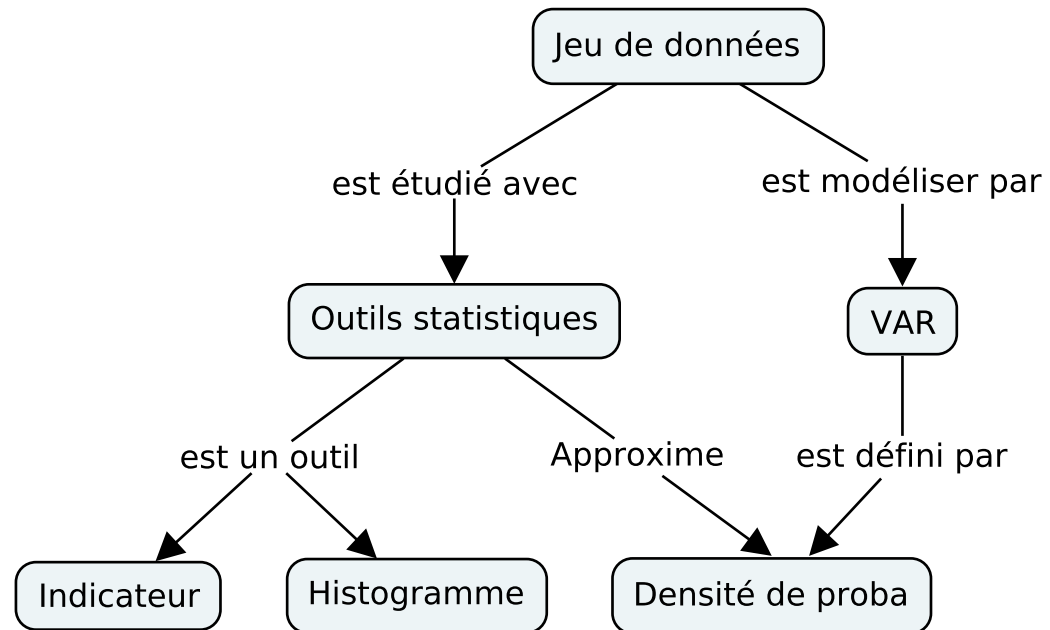 Jeu de données
est étudié avec
est modéliser par
Outils statistiques
VAR
est un outil
Approxime
est défini par
Indicateur
Histogramme
Densité de proba